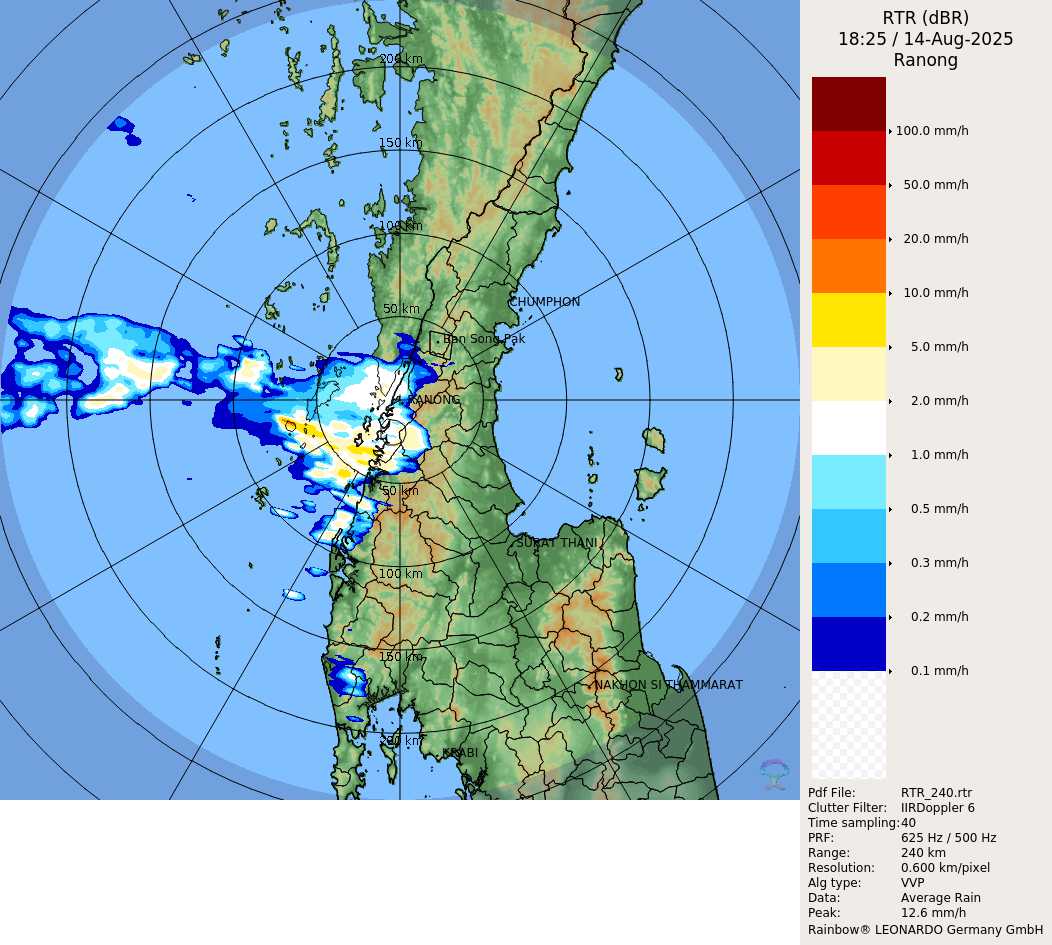 RTR (dBR)
18:25 / 14-Aug-2025
Ranong
200 km
150 km
100 km
50 km
CHUMPHON
Ban Song Pak
RANONG
50 km
SURAT THANI
100 km
150 km
NAKHON SI THAMMARAT
200 km
KRABI
100.0 mm/h
50.0 mm/h
20.0 mm/h
10.0 mm/h
5.0 mm/h
2.0 mm/h
1.0 mm/h
0.5 mm/h
0.3 mm/h
0.2 mm/h
0.1 mm/h
Pdf File: RTR_240.rtr
Clutter Filter: IIRDoppler 6
Time sampling:40
PRF: 625 Hz / 500 Hz
Range: 240 km
Resolution: 0.600 km/pixel
Alg type: VVP
Data: Average Rain
Peak: 12.6 mm/h
Rainbow® LEONARDO Germany GmbH